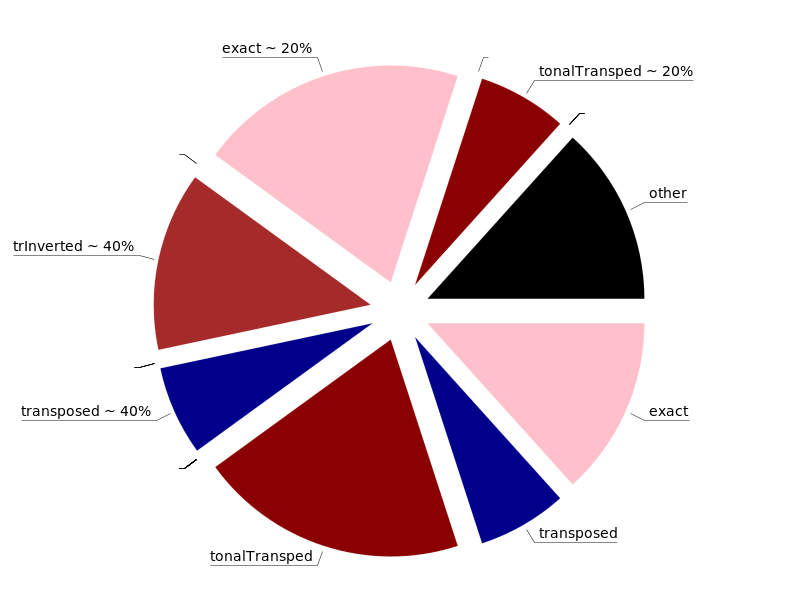 exact ~ 20%
tonalTransped ~ 20%
other
trInverted ~ 40%
transposed ~ 40%
exact
transposed
tonalTransped